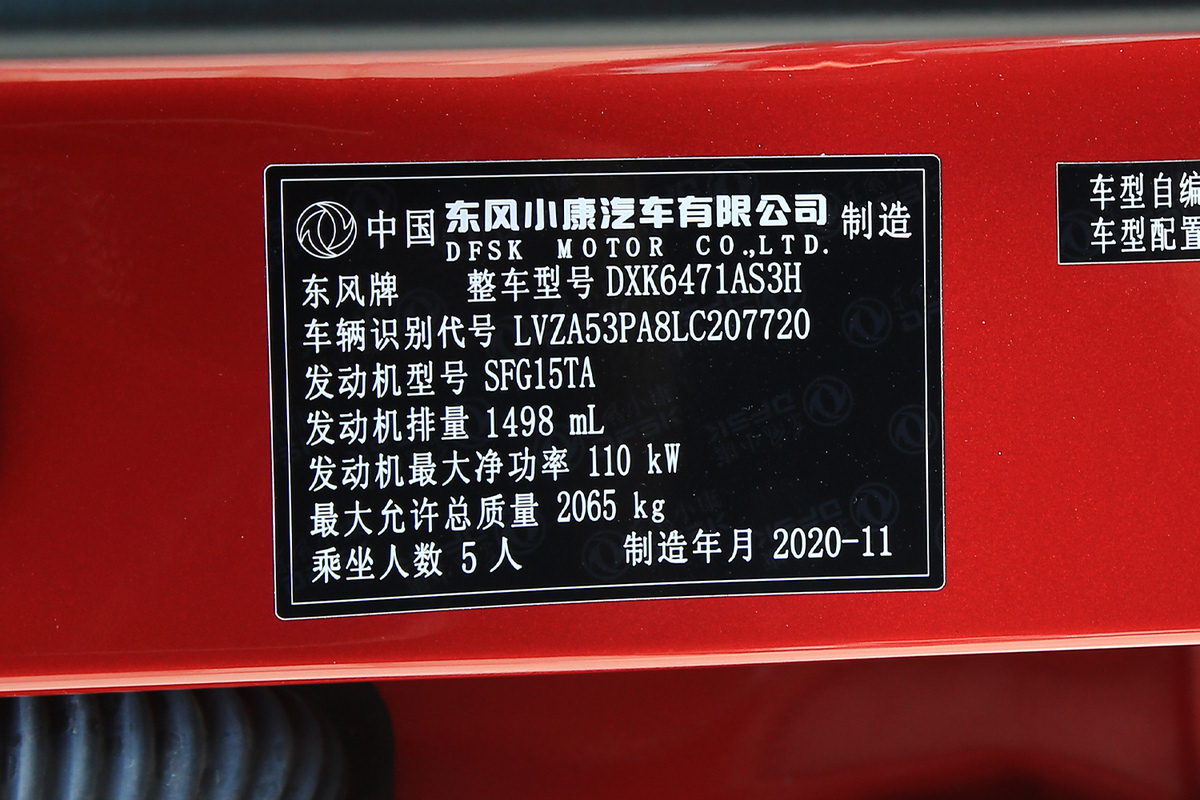 中国 东风小康汽车有限公司 制造
DFSK MOTOR CO.,LTD.
东风牌 整车型号 DXK6471AS3H
车辆识别代号 LVZA53PA8LC207720
发动机型号 SFG15TA
发动机排量 1498 mL
发动机最大净功率 110 kW
最大允许总质量 2065 kg
乘坐人数 5 人 制造年月 2020-11
车型自编
车型配置